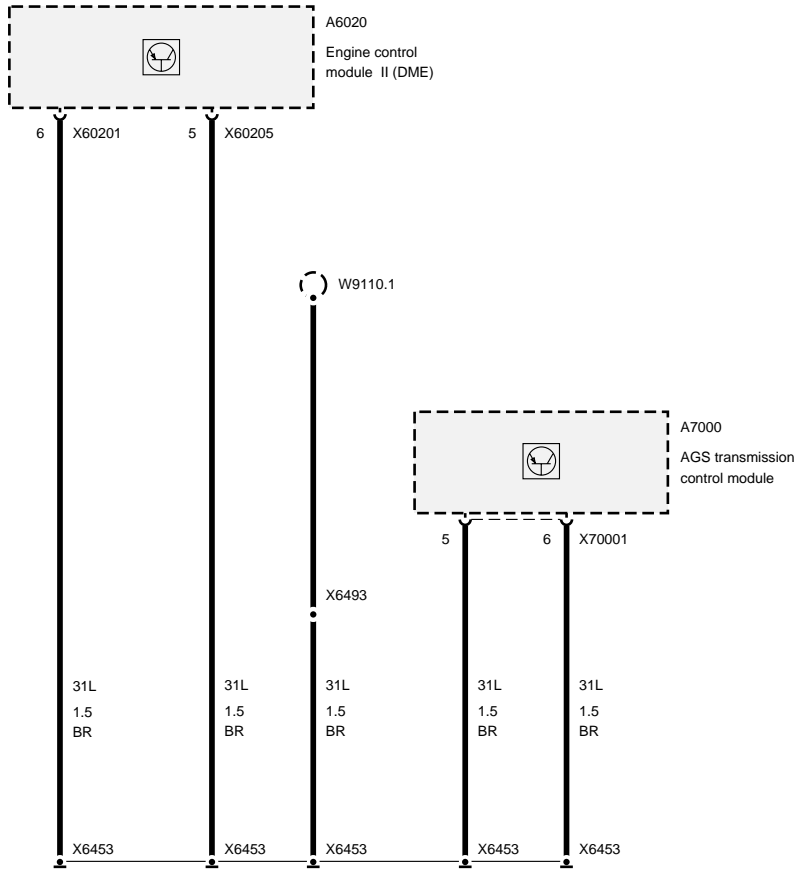 A6020
Engine control
module II (DME)
6 X60201 5 X60205
W9110.1
A7000
AGS transmission
control module
5 6 X70001
X6493
31L 31L 31L 31L 31L
1.5 1.5 1.5 1.5 1.5
BR BR BR BR BR
X6453 X6453 X6453 X6453 X6453